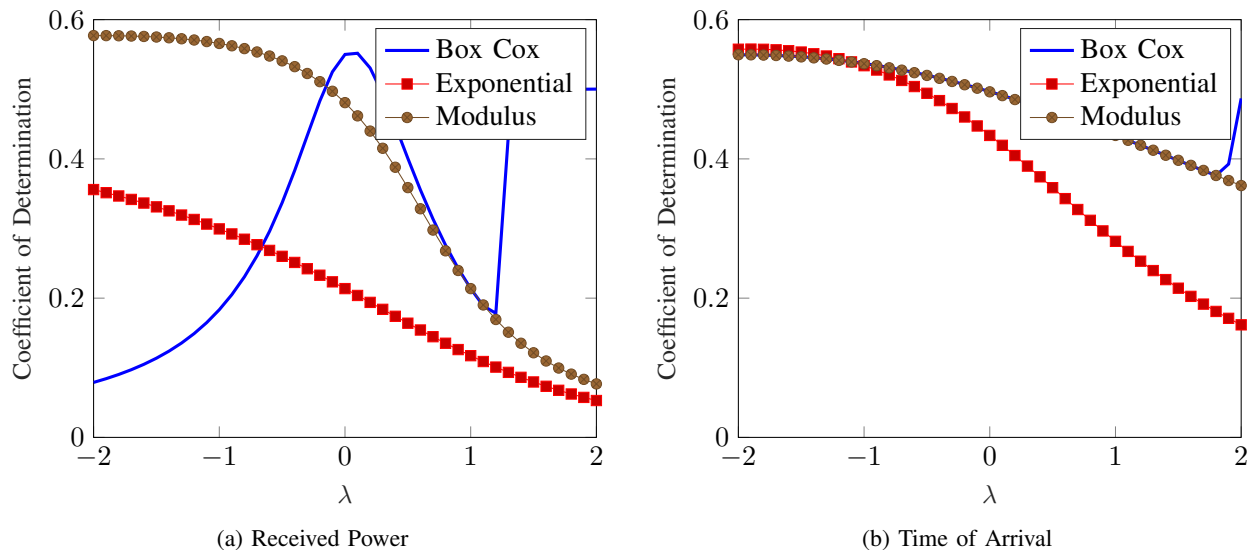 0.6
0.4
0.2
0
−2
−1
0
1
2
λ
Coefficient of Determination
Box Cox
Exponential
Modulus
(a) Received Power
0.6
0.4
0.2
0
−2
−1
0
1
2
λ
Coefficient of Determination
Box Cox
Exponential
Modulus
(b) Time of Arrival